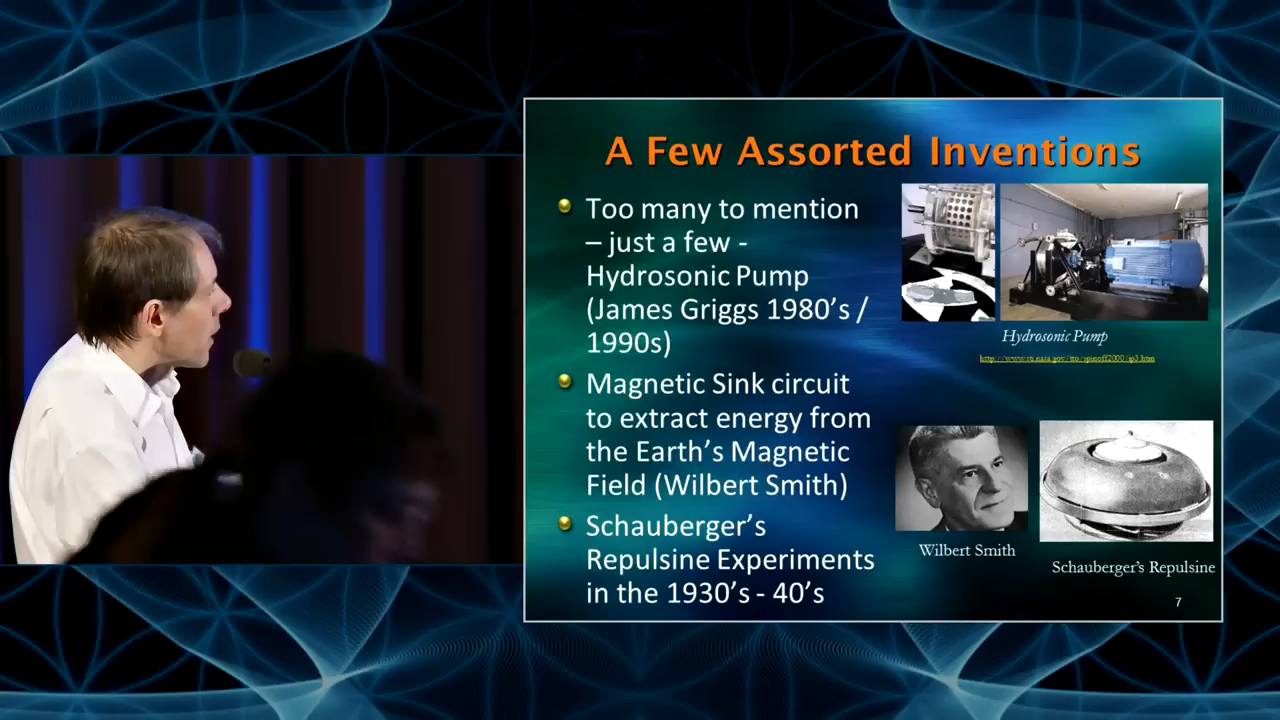 A Few Assorted Inventions
Too many to mention
– just a few -
Hydrosonic Pump
(James Griggs 1980’s /
1990s)
Magnetic Sink circuit
to extract energy from
the Earth’s Magnetic
Field (Wilbert Smith)
Schauberger’s
Repulsine Experiments
in the 1930’s - 40’s
Hydrosonic Pump
Wilbert Smith
Schauberger’s Repulsine
7